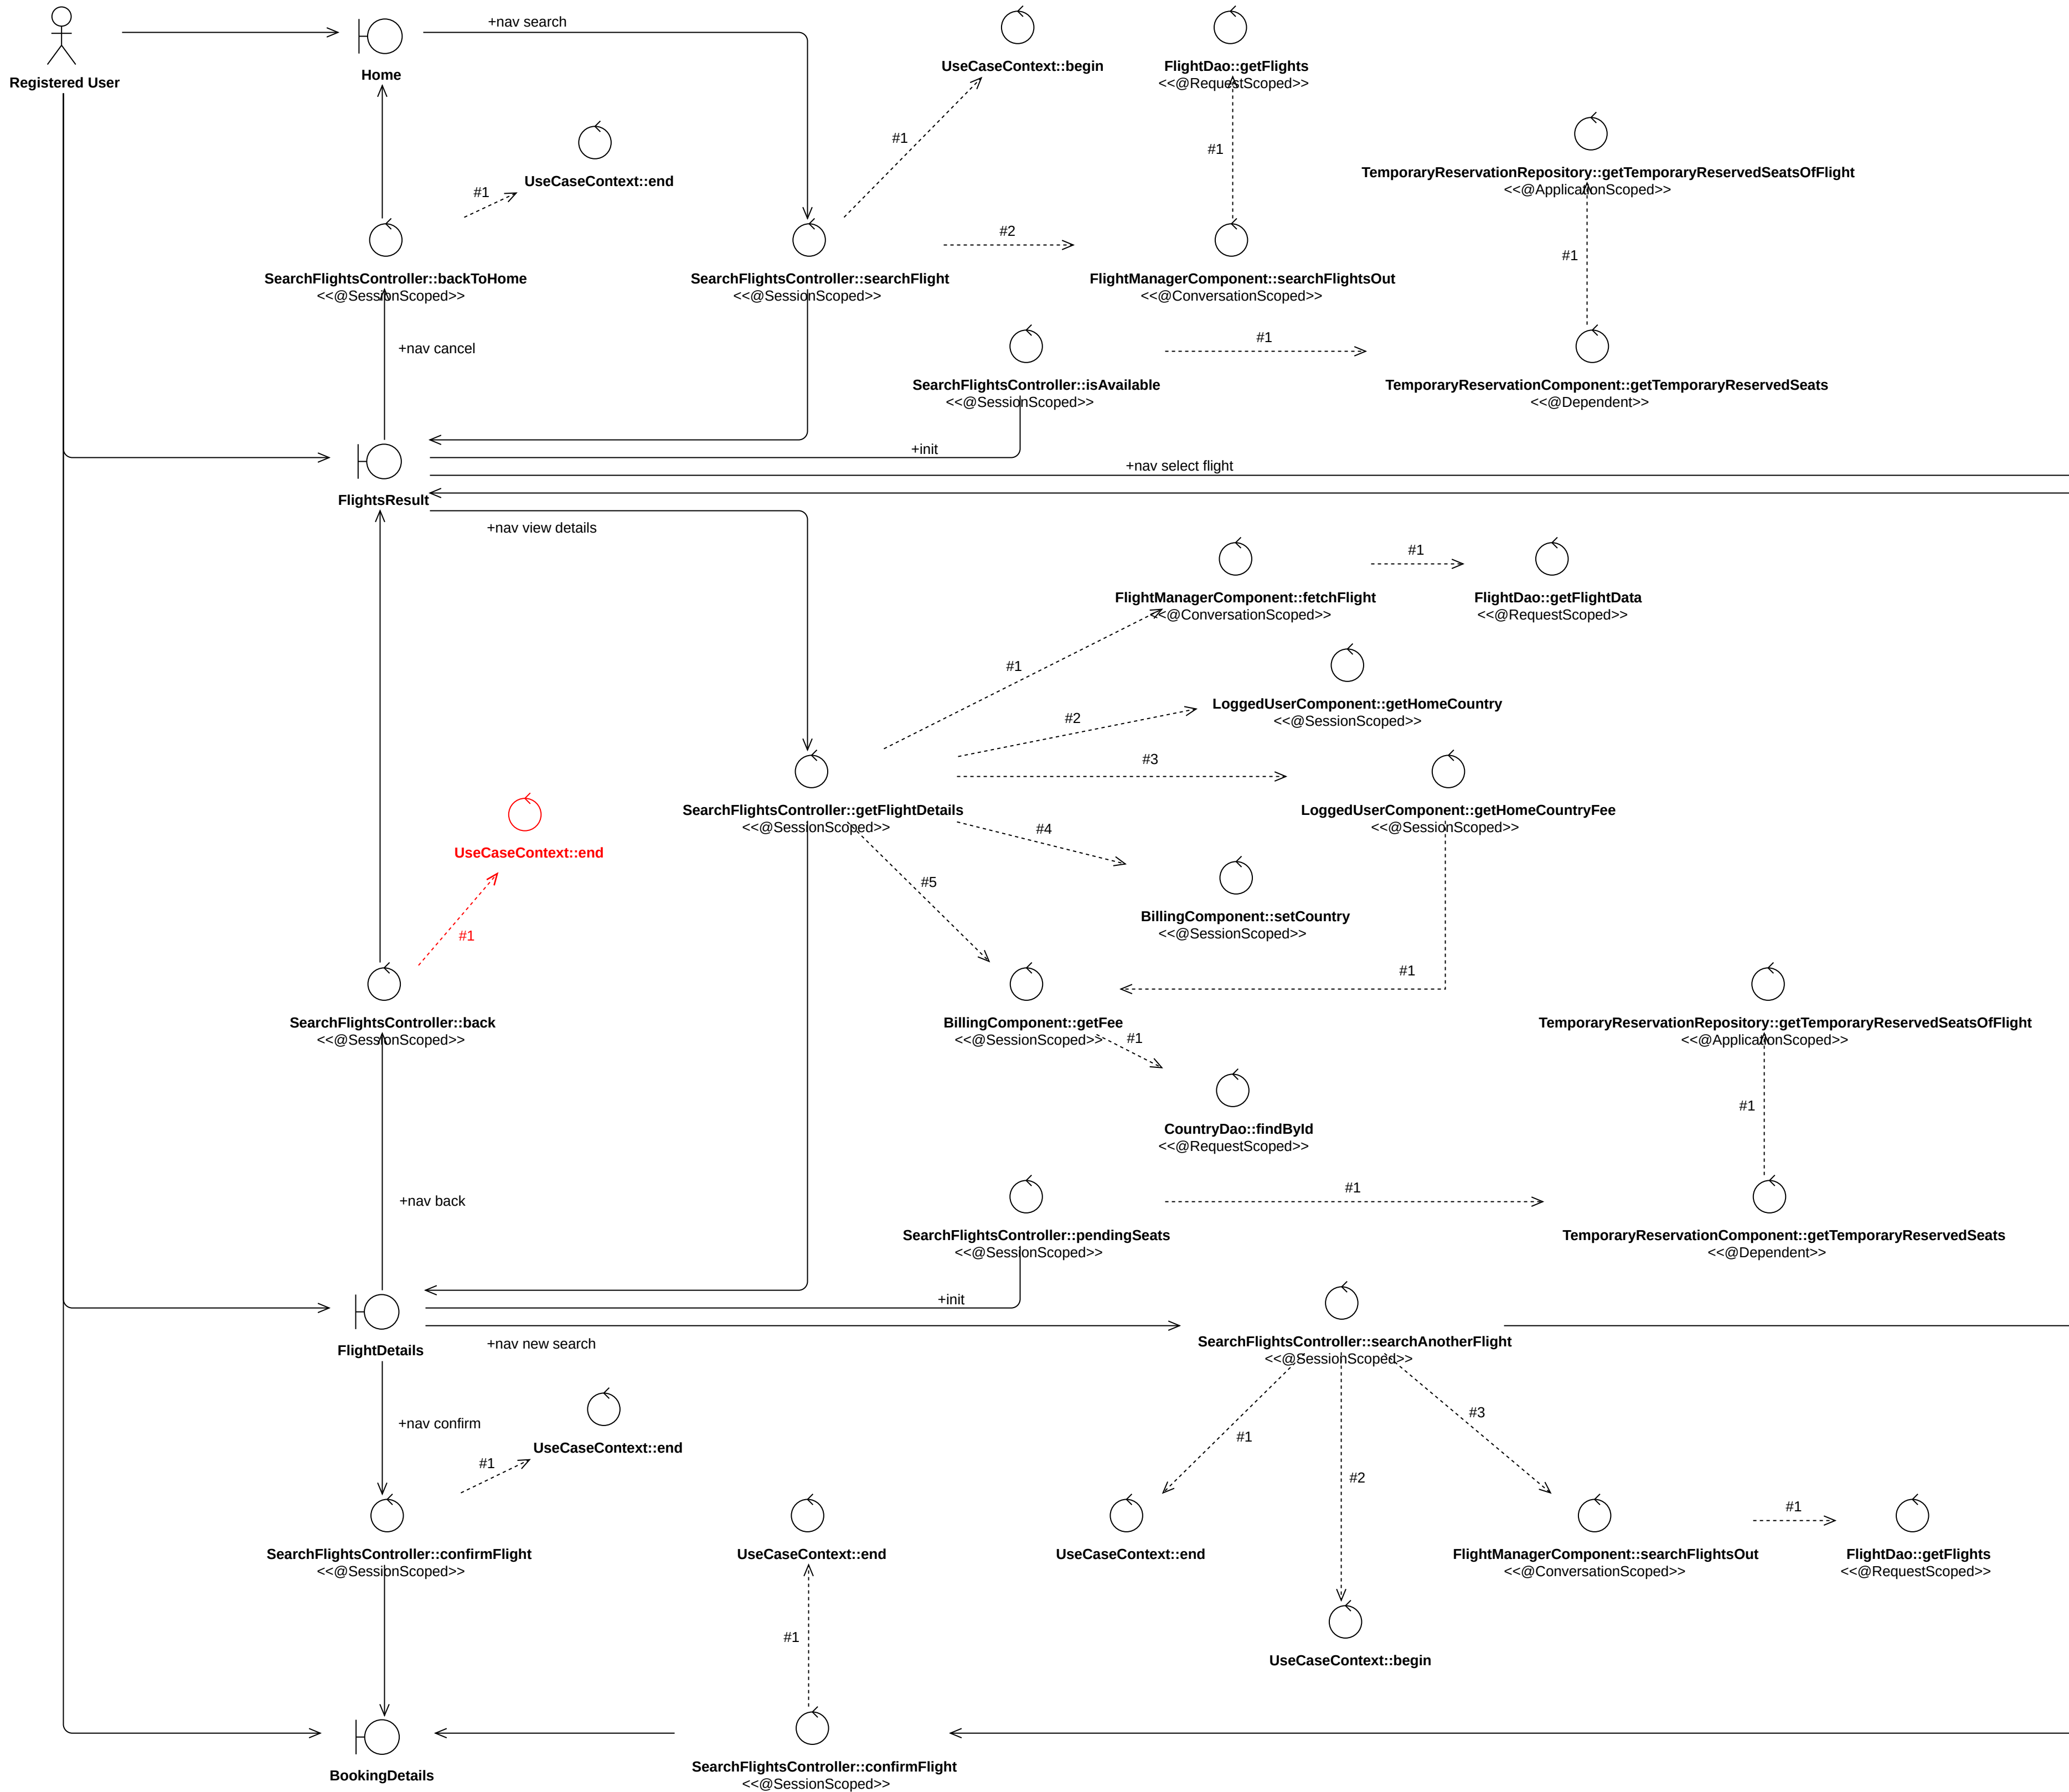 +nav search
Registered User
Home
UseCaseContext::begin
FlightDao::getFlights
<<@RequestScoped>>
#1
#1
UseCaseContext::end
#1
TemporaryReservationRepository::getTemporaryReservedSeatsOfFlight
<<@ApplicationScoped>>
#2
#1
SearchFlightsController::backToHome
<<@SessionScoped>>
SearchFlightsController::searchFlight
<<@SessionScoped>>
FlightManagerComponent::searchFlightsOut
<<@ConversationScoped>>
+nav cancel
#1
SearchFlightsController::isAvailable
<<@SessionScoped>>
TemporaryReservationComponent::getTemporaryReservedSeats
<<@Dependent>>
+init
+nav select flight
FlightsResult
+nav view details
#1
FlightManagerComponent::fetchFlight
<<@ConversationScoped>>
FlightDao::getFlightData
<<@RequestScoped>>
#1
LoggedUserComponent::getHomeCountry
<<@SessionScoped>>
#2
#3
SearchFlightsController::getFlightDetails
<<@SessionScoped>>
LoggedUserComponent::getHomeCountryFee
<<@SessionScoped>>
#4
UseCaseContext::end
#5
BillingComponent::setCountry
<<@SessionScoped>>
#1
#1
SearchFlightsController::back
<<@SessionScoped>>
BillingComponent::getFee
<<@SessionScoped>>
#1
TemporaryReservationRepository::getTemporaryReservedSeatsOfFlight
<<@ApplicationScoped>>
#1
CountryDao::findById
<<@RequestScoped>>
#1
+nav back
SearchFlightsController::pendingSeats
<<@SessionScoped>>
TemporaryReservationComponent::getTemporaryReservedSeats
<<@Dependent>>
+init
FlightDetails
+nav new search
SearchFlightsController::searchAnotherFlight
<<@SessionScoped>>
+nav confirm
UseCaseContext::end
#1
#1
#2
#3
#1
SearchFlightsController::confirmFlight
<<@SessionScoped>>
UseCaseContext::end
UseCaseContext::end
FlightManagerComponent::searchFlightsOut
<<@ConversationScoped>>
FlightDao::getFlights
<<@RequestScoped>>
#1
UseCaseContext::begin
BookingDetails
SearchFlightsController::confirmFlight
<<@SessionScoped>>